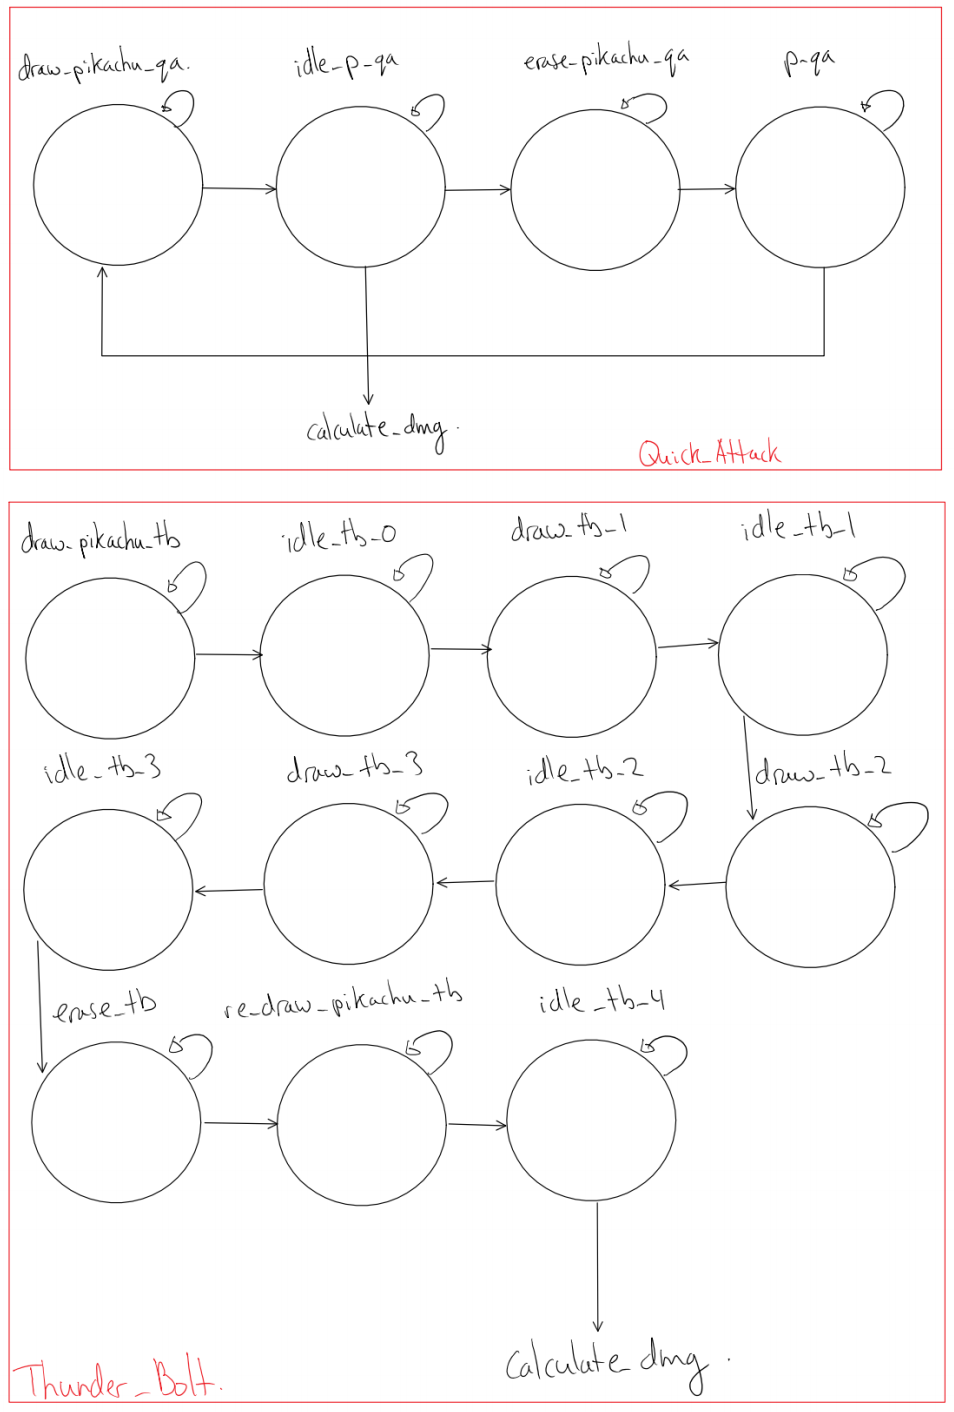 draw_pikachu_qa.
idle_p_qa
erase_pikachu_qa
p_qa
calculate_dmg.
Quick_Attack
draw_pikachu_tb
idle_tb_0
draw_tb_1
idle_tb_1
idle_tb_3
draw_tb_3
idle_tb_2
draw_tb_2
erase_tb
re_draw_pikachu_tb
idle_tb_4
Calculate_dmg.
Thunder_Bolt.